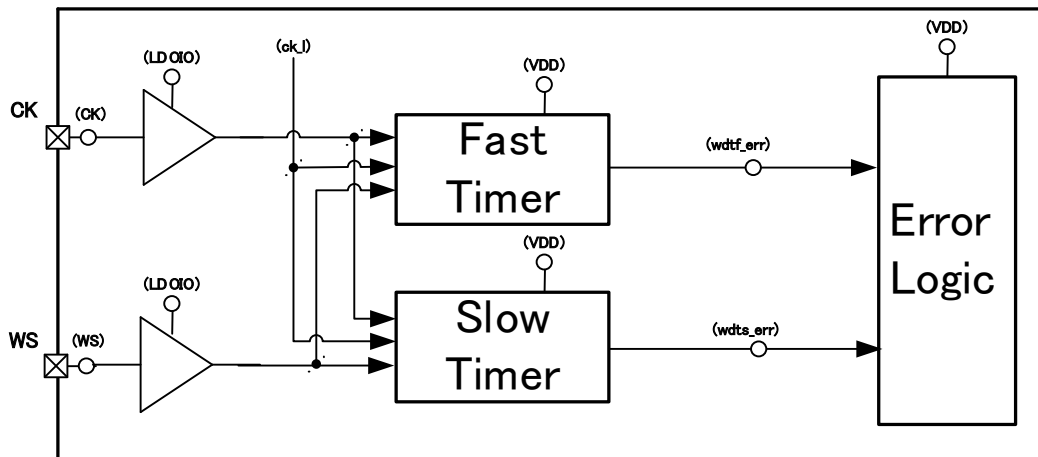 (VDD)
(LDOIO)
(ck_l)
(VDD)
CK
(CK)
Fast
Timer
(wdtf_err)
Error
Logic
(VDD)
(LDOIO)
WS
(WS)
Slow
Timer
(wdts_err)